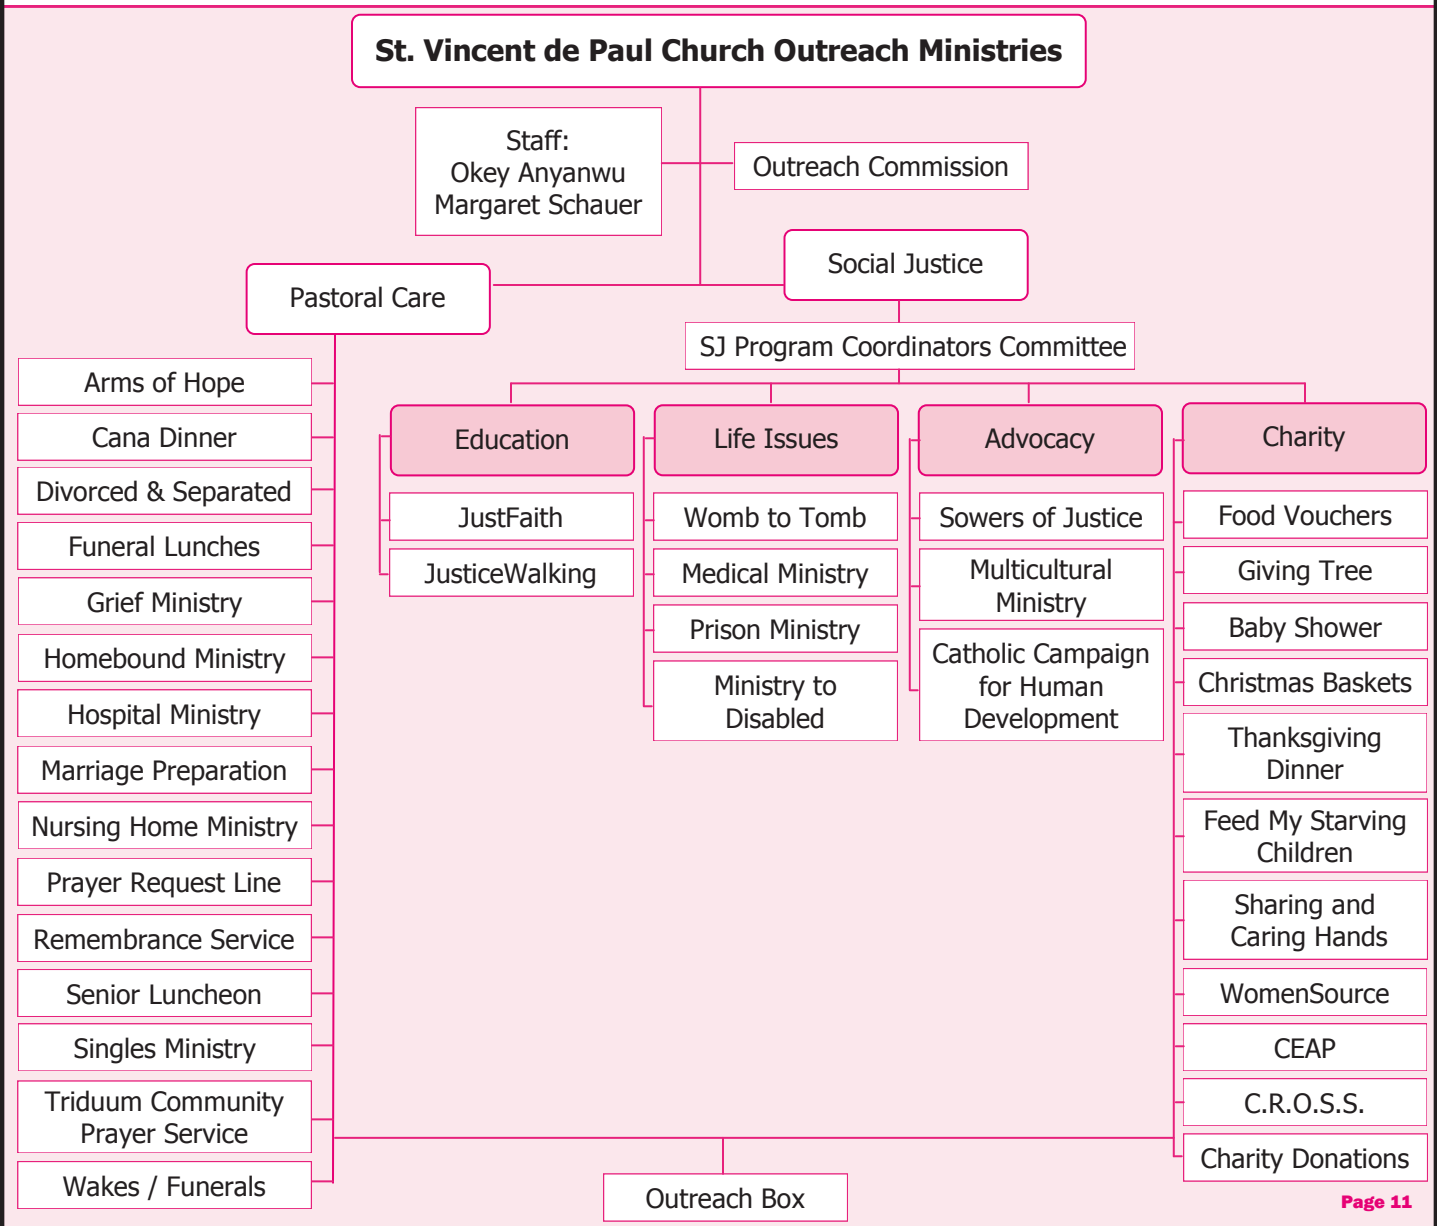 St. Vincent de Paul Church Outreach Ministries
Staff:
Okey Anyanwu
Margaret Schauer
Outreach Commission
Social Justice
Pastoral Care
SJ Program Coordinators Committee
Arms of Hope
Cana Dinner
Divorced & Separated
Funeral Lunches
Grief Ministry
Homebound Ministry
Hospital Ministry
Marriage Preparation
Nursing Home Ministry
Prayer Request Line
Remembrance Service
Senior Luncheon
Singles Ministry
Triduum Community
Prayer Service
Wakes / Funerals
Education
JustFaith
JusticeWalking
Life Issues
Womb to Tomb
Medical Ministry
Prison Ministry
Ministry to
Disabled
Advocacy
Sowers of Justice
Multicultural
Ministry
Catholic Campaign
for Human
Development
Charity
Food Vouchers
Giving Tree
Baby Shower
Christmas Baskets
Thanksgiving
Dinner
Feed My Starving
Children
Sharing and
Caring Hands
WomenSource
CEAP
C.R.O.S.S.
Charity Donations
Outreach Box
Page 11